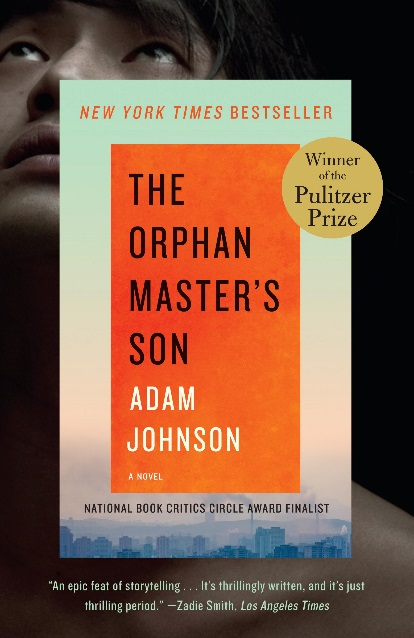 NEW YORK TIMES BESTSELLER
Winner
of the
Pulitzer
Prize
THE
ORPHAN
MASTER'S
SON
ADAM
JOHNSON
A NOVEL
NATIONAL BOOK CRITICS CIRCLE AWARD FINALIST
“An epic feat of storytelling . . . It’s thrillingly written, and it’s just
thrilling period.” —Zadie Smith, Los Angeles Times